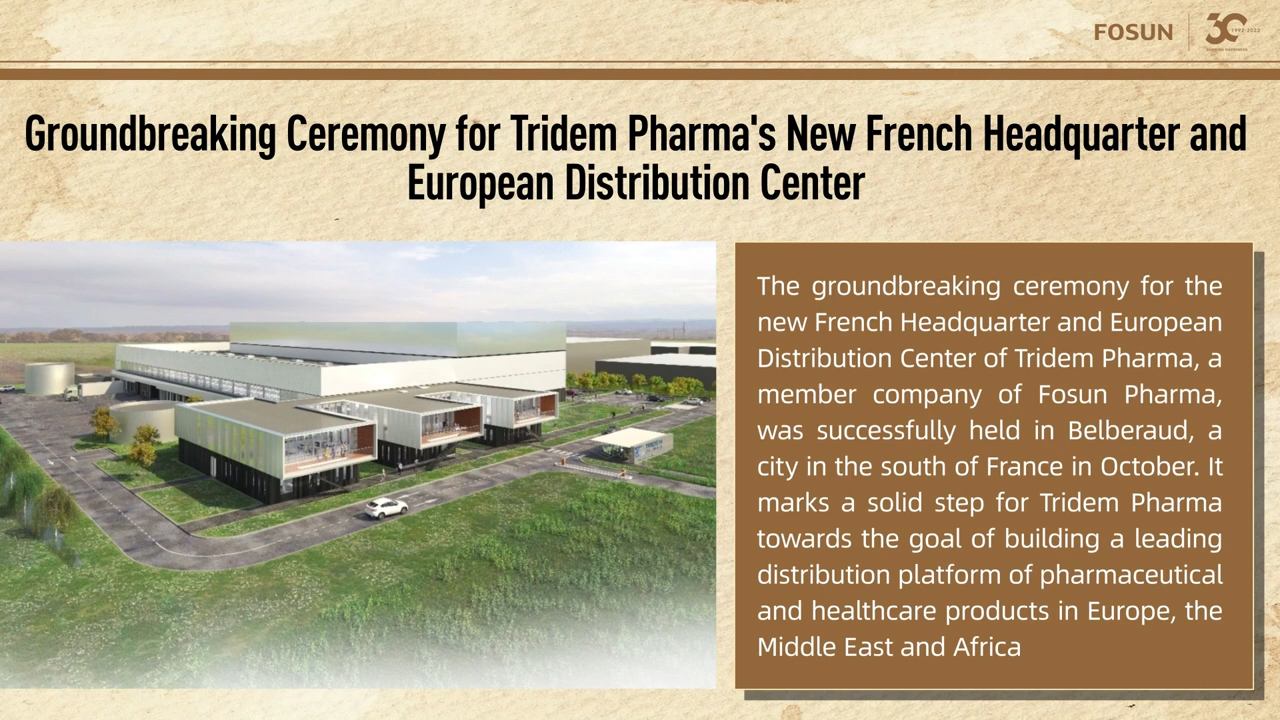 FOSUN
30
1992-2022
Groundbreaking Ceremony for Tridem Pharma's New French Headquarter and
European Distribution Center
The groundbreaking ceremony for the
new French Headquarter and European
Distribution Center of Tridem Pharma, a
member company of Fosun Pharma,
was successfully held in Belberaud, a
city in the south of France in October. It
marks a solid step for Tridem Pharma
towards the goal of building a leading
distribution platform of pharmaceutical
and healthcare products in Europe, the
Middle East and Africa